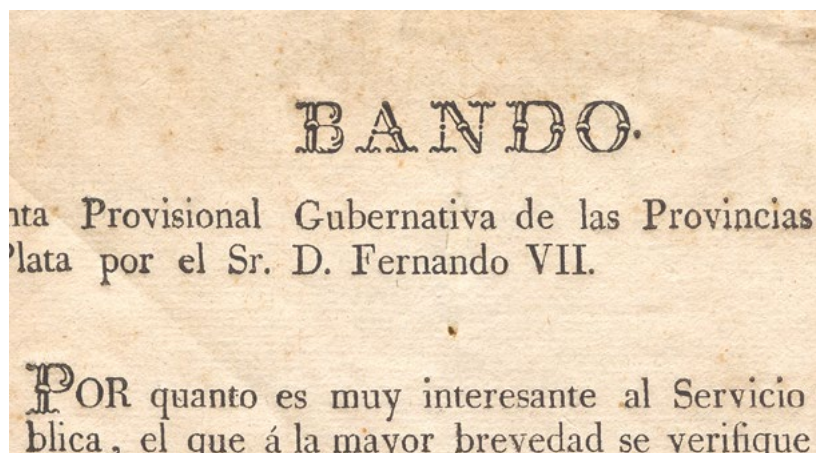 BANDO.
nta Provisional Gubernativa de las Provincias
Plata por el Sr. D. Fernando VII.
POR quanto es muy interesante al Servicio
blica, el que á la mayor brevedad se verifique